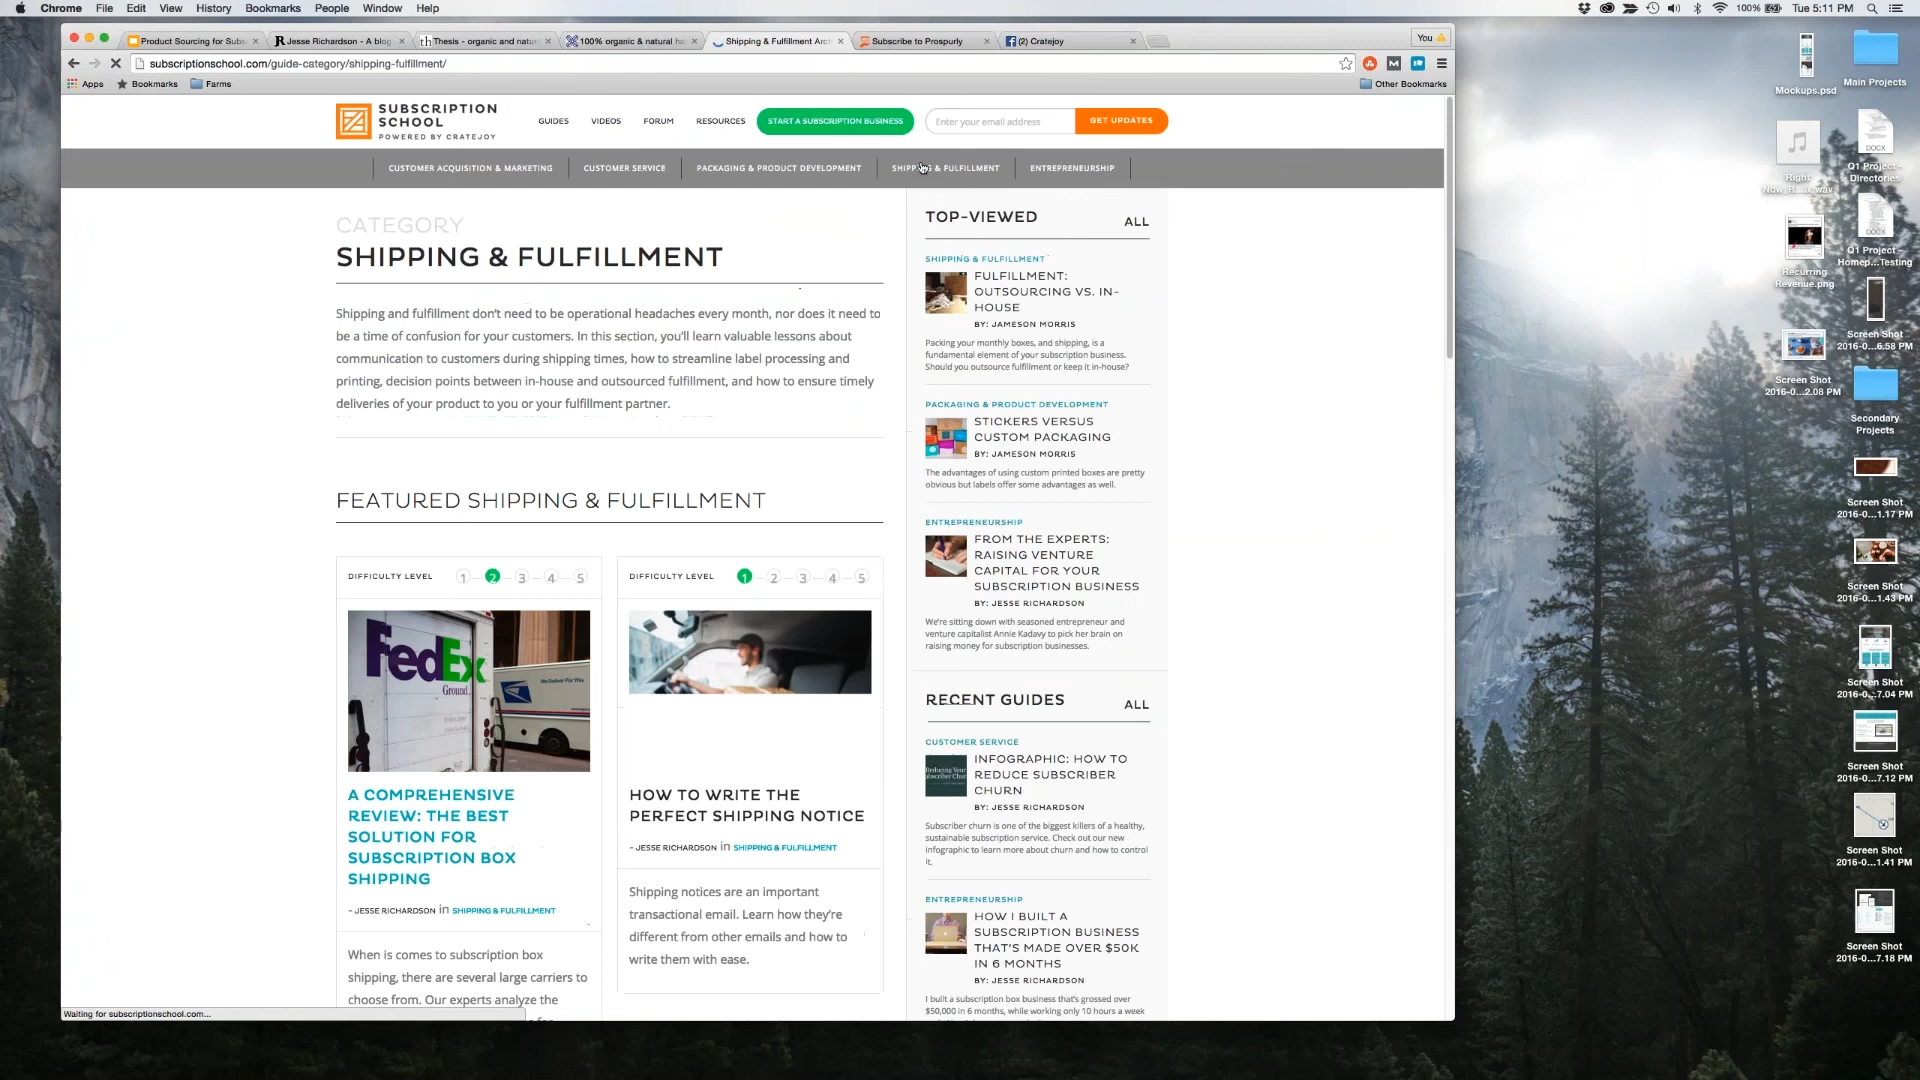 Chrome File Edit View History Bookmarks People Window Help
100% Tue 5:11 PM
Product Sourcing for Subs
Jesse Richardson - A blog
Thesis - organic and natur
100% organic & natural ha
Shipping & Fulfillment Arch
Subscribe to Prospurly
(2) Cratejoy
You
subscriptionschool.com/guide-category/shipping-fulfillment/
Apps Bookmarks Farms Other Bookmarks
SUBSCRIPTION
SCHOOL
POWERED BY CRATEJOY
GUIDES VIDEOS FORUM RESOURCES START A SUBSCRIPTION BUSINESS Enter your email address GET UPDATES
CUSTOMER ACQUISITION & MARKETING CUSTOMER SERVICE PACKAGING & PRODUCT DEVELOPMENT SHIPPING & FULFILLMENT ENTREPRENEURSHIP
CATEGORY
SHIPPING & FULFILLMENT
Shipping and fulfillment don't need to be operational headaches every month, nor does it need to
be a time of confusion for your customers. In this section, you'll learn valuable lessons about
communication to customers during shipping times, how to streamline label processing and
printing, decision points between in-house and outsourced fulfillment, and how to ensure timely
deliveries of your product to you or your fulfillment partner.
FEATURED SHIPPING & FULFILLMENT
DIFFICULTY LEVEL 1 2 3 4 5
FedEx
Ground
A COMPREHENSIVE
REVIEW: THE BEST
SOLUTION FOR
SUBSCRIPTION BOX
SHIPPING
- JESSE RICHARDSON in SHIPPING & FULFILLMENT
When is comes to subscription box
shipping, there are several large carriers to
choose from. Our experts analyze the
DIFFICULTY LEVEL 1 2 3 4 5
HOW TO WRITE THE
PERFECT SHIPPING NOTICE
- JESSE RICHARDSON in SHIPPING & FULFILLMENT
Shipping notices are an important
transactional email. Learn how they're
different from other emails and how to
write them with ease.
TOP-VIEWED ALL
SHIPPING & FULFILLMENT
FULFILLMENT:
OUTSOURCING VS. IN-
HOUSE
BY: JAMESON MORRIS
Packing your monthly boxes, and shipping, is a
fundamental element of your subscription business.
Should you outsource fulfillment or keep it in-house?
PACKAGING & PRODUCT DEVELOPMENT
STICKERS VERSUS
CUSTOM PACKAGING
BY: JAMESON MORRIS
The advantages of using custom printed boxes are pretty
obvious but labels offer some advantages as well.
ENTREPRENEURSHIP
FROM THE EXPERTS:
RAISING VENTURE
CAPITAL FOR YOUR
SUBSCRIPTION BUSINESS
BY: JESSE RICHARDSON
We're sitting down with seasoned entrepreneur and
venture capitalist Annie Kadavy to pick her brain on
raising money for subscription businesses.
RECENT GUIDES ALL
CUSTOMER SERVICE
INFOGRAPHIC: HOW TO
REDUCE SUBSCRIBER
CHURN
BY: JESSE RICHARDSON
Subscriber churn is one of the biggest killers of a healthy,
sustainable subscription service. Check out our new
infographic to learn more about churn and how to control
it.
ENTREPRENEURSHIP
HOW I BUILT A
SUBSCRIPTION BUSINESS
THAT'S MADE OVER $50K
IN 6 MONTHS
BY: JESSE RICHARDSON
I built a subscription box business that's grossed over
$50,000 in 6 months, while working only 10 hours a week
Waiting for subscriptionschool.com...
Mockups.psd
Main Projects
Right
Now_R...ix.wav
DOCX
Q1 Project -
Directories
DOCX
Q1 Project -
Homep...Testing
Recurring
Revenue.png
Screen Shot
2016-0...6.58 PM
Screen Shot
2016-0...2.08 PM
Secondary
Projects
Screen Shot
2016-0...1.17 PM
Screen Shot
2016-0...1.43 PM
Screen Shot
2016-0...7.04 PM
Screen Shot
2016-0...7.12 PM
Screen Shot
2016-0...1.41 PM
Screen Shot
2016-0...7.18 PM